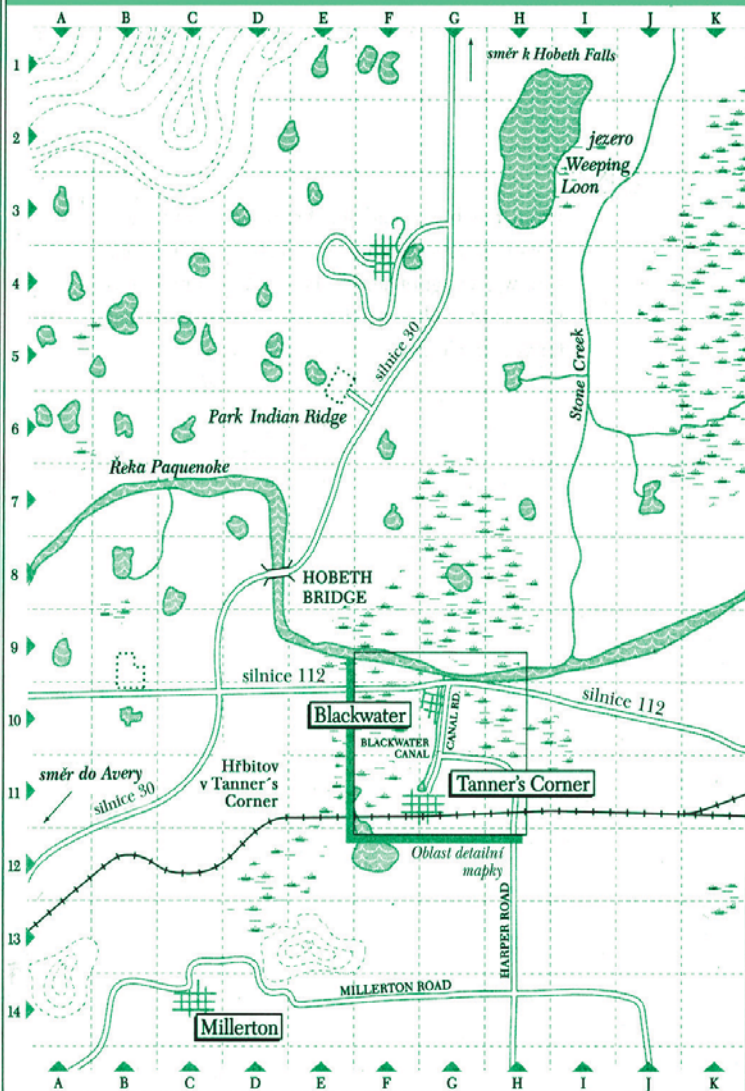 A B C D E F G H I J K
1
směr k Hobeth Falls
2
jezero
Weeping
Loon
3
4
silnice 30
5
Stone Creek
Park Indian Ridge
6
Řeka Paquenoke
7
8
HOBETH
BRIDGE
9
silnice 112
silnice 112
10
Blackwater
CANAL RD.
BLACKWATER
CANAL
směr do Avery
Hřbitov
v Tanner´s
Corner
11
silnice 30
Tanner's Corner
12
Oblast detailní
mapky
13
HARPER ROAD
MILLERTON ROAD
14
Millerton
A B C D E F G H I J K